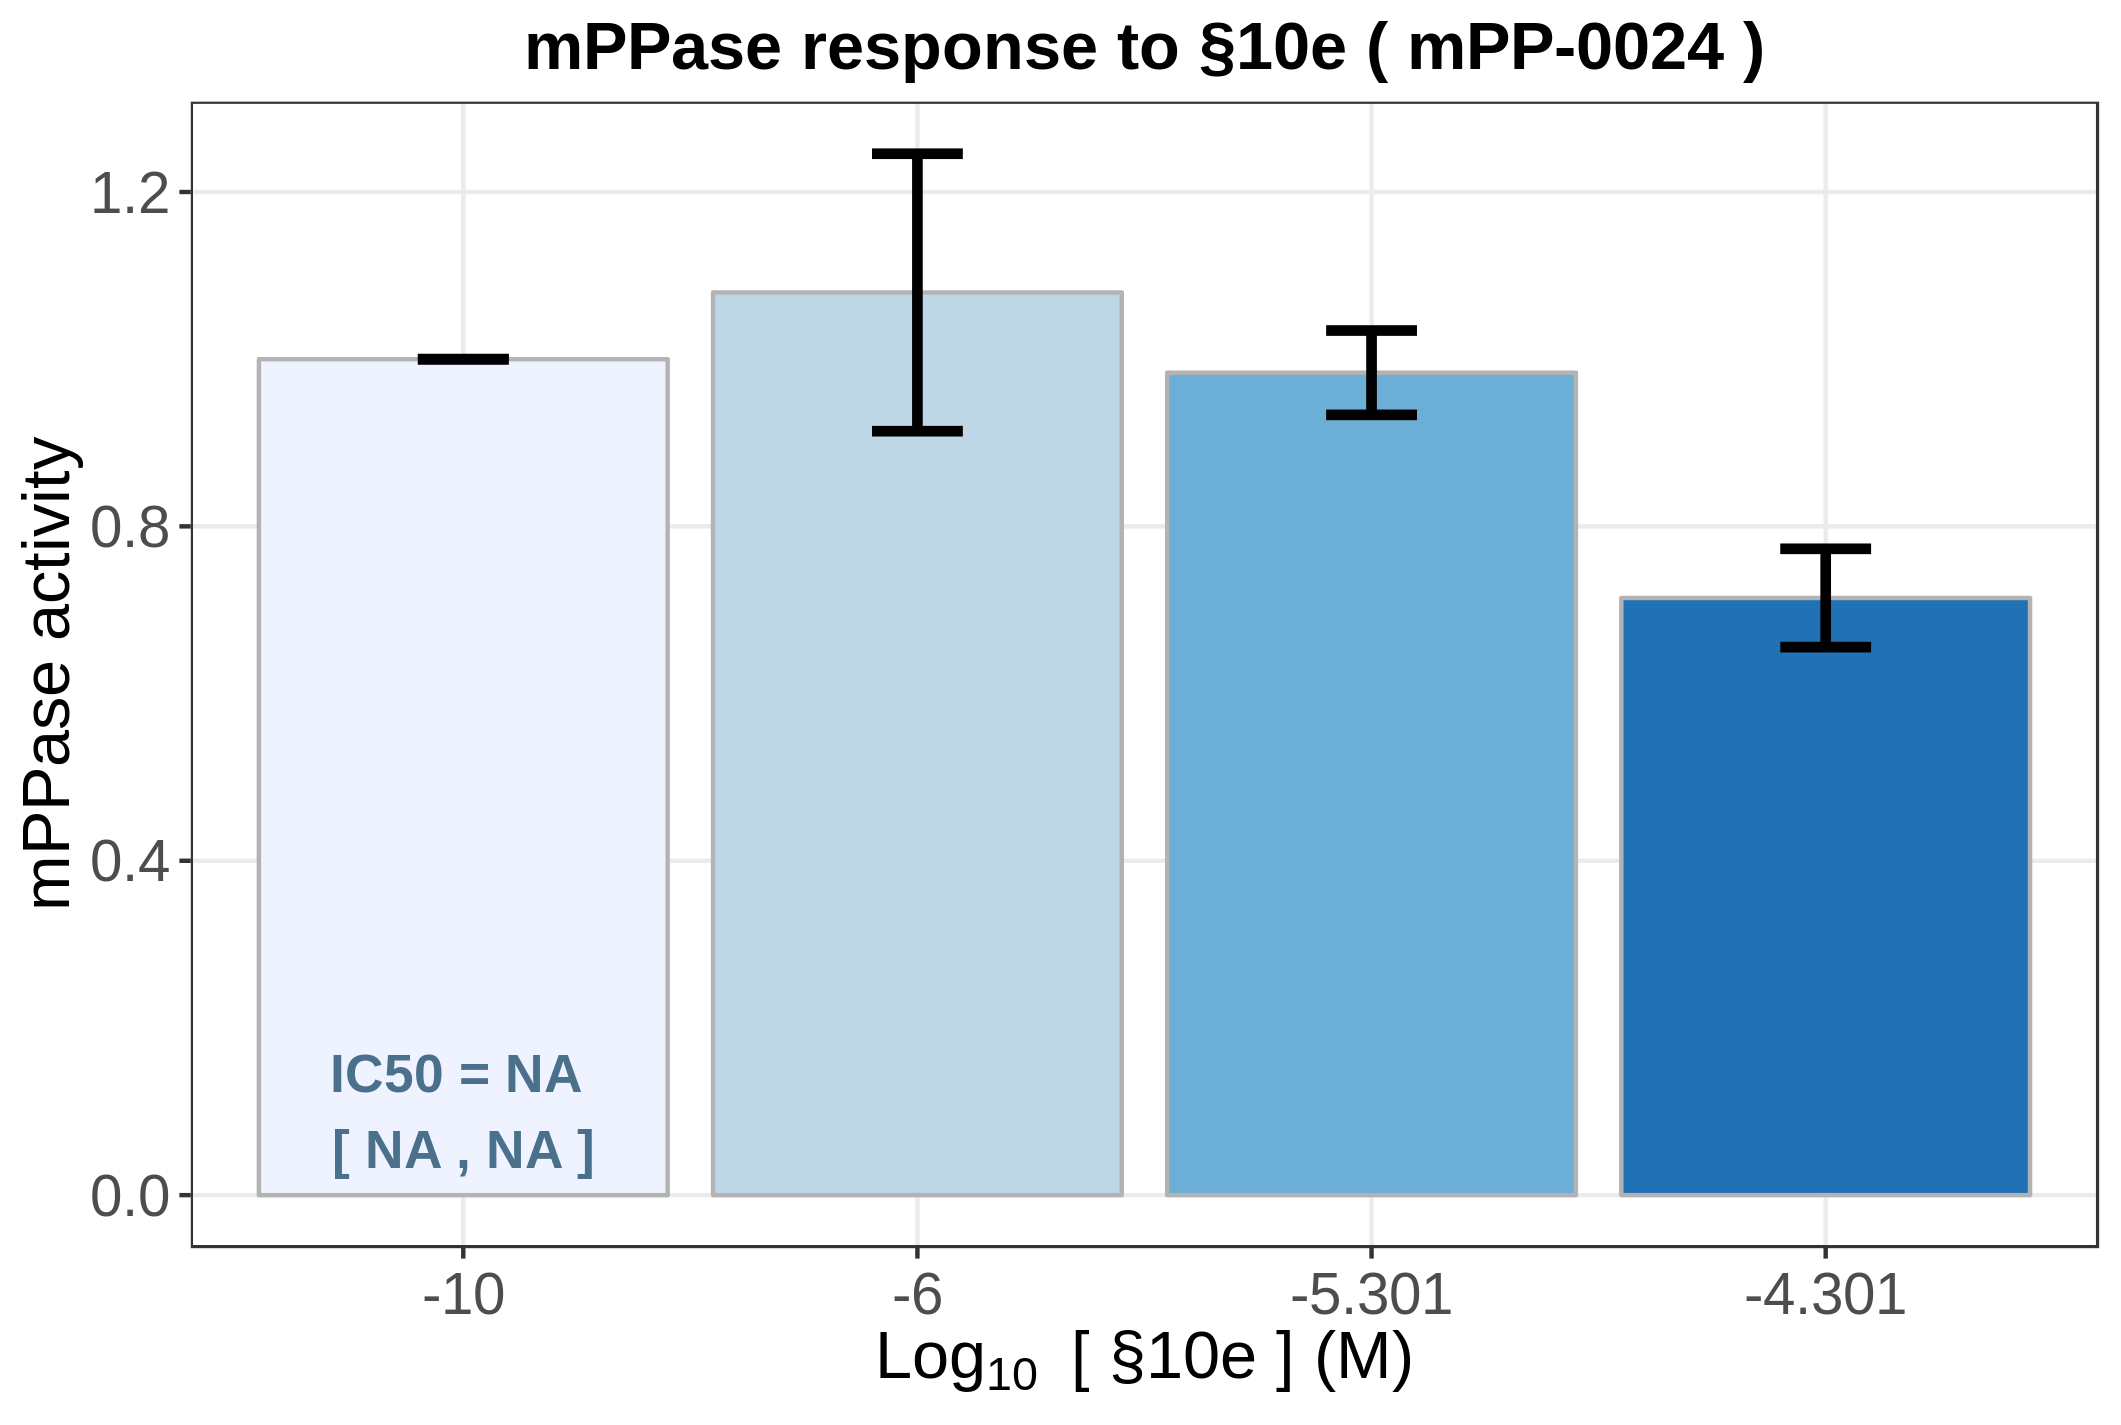 mPPase response to §10e ( mPP-0024 )
mPPase activity
1.2
0.8
0.4
0.0
IC50 = NA
[ NA , NA ]
-10 -6 -5.301 -4.301
Log10 [ §10e ] (M)